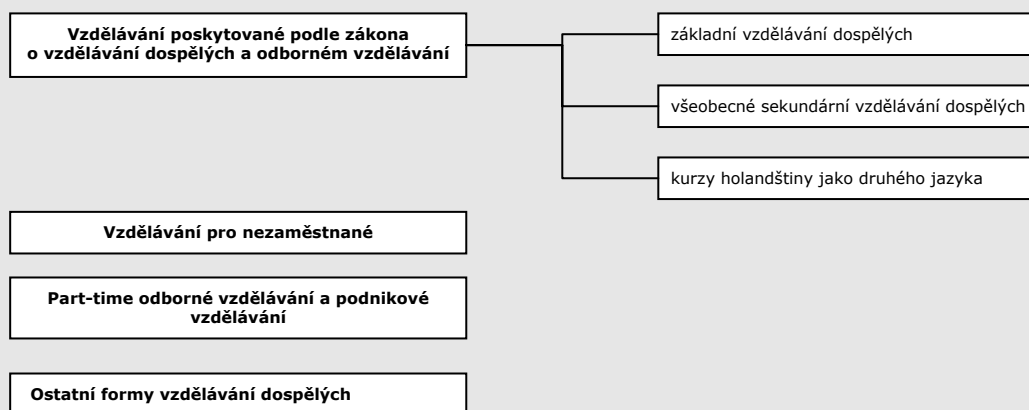 Vzdělávání poskytované podle zákona
o vzdělávání dospělých a odborném vzdělávání
základní vzdělávání dospělých
všeobecné sekundární vzdělávání dospělých
kurzy holandštiny jako druhého jazyka
Vzdělávání pro nezaměstnané
Part-time odborné vzdělávání a podnikové
vzdělávání
Ostatní formy vzdělávání dospělých